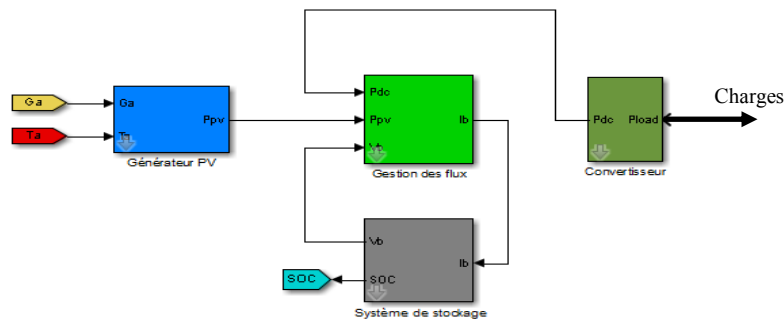 Ga
Ta
Ga
Ppv
Générateur PV
Pdc
Ppv
Vb
Ib
Gestion des flux
Pdc
Pload
Convertisseur
Charges
Vb
SOC
Ib
SOC
Système de stockage